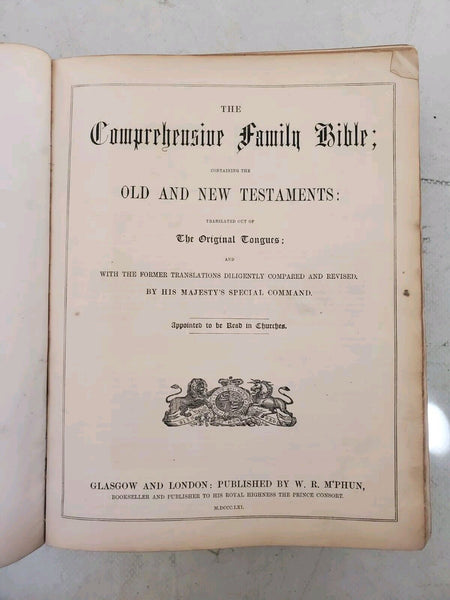 THE
Comprehensive Family Bible;
CONTAINING THE
OLD AND NEW TESTAMENTS:
TRANSLATED OUT OF
The Original Tongues;
AND
WITH THE FORMER TRANSLATIONS DILIGENTLY COMPARED AND REVISED,
BY HIS MAJESTY'S SPECIAL COMMAND.
Appointed to be Read in Churches.
GLASGOW AND LONDON: PUBLISHED BY W. R. M'PHUN,
BOOKSELLER AND PUBLISHER TO HIS ROYAL HIGHNESS THE PRINCE CONSORT.
M.DCCC.LXI.